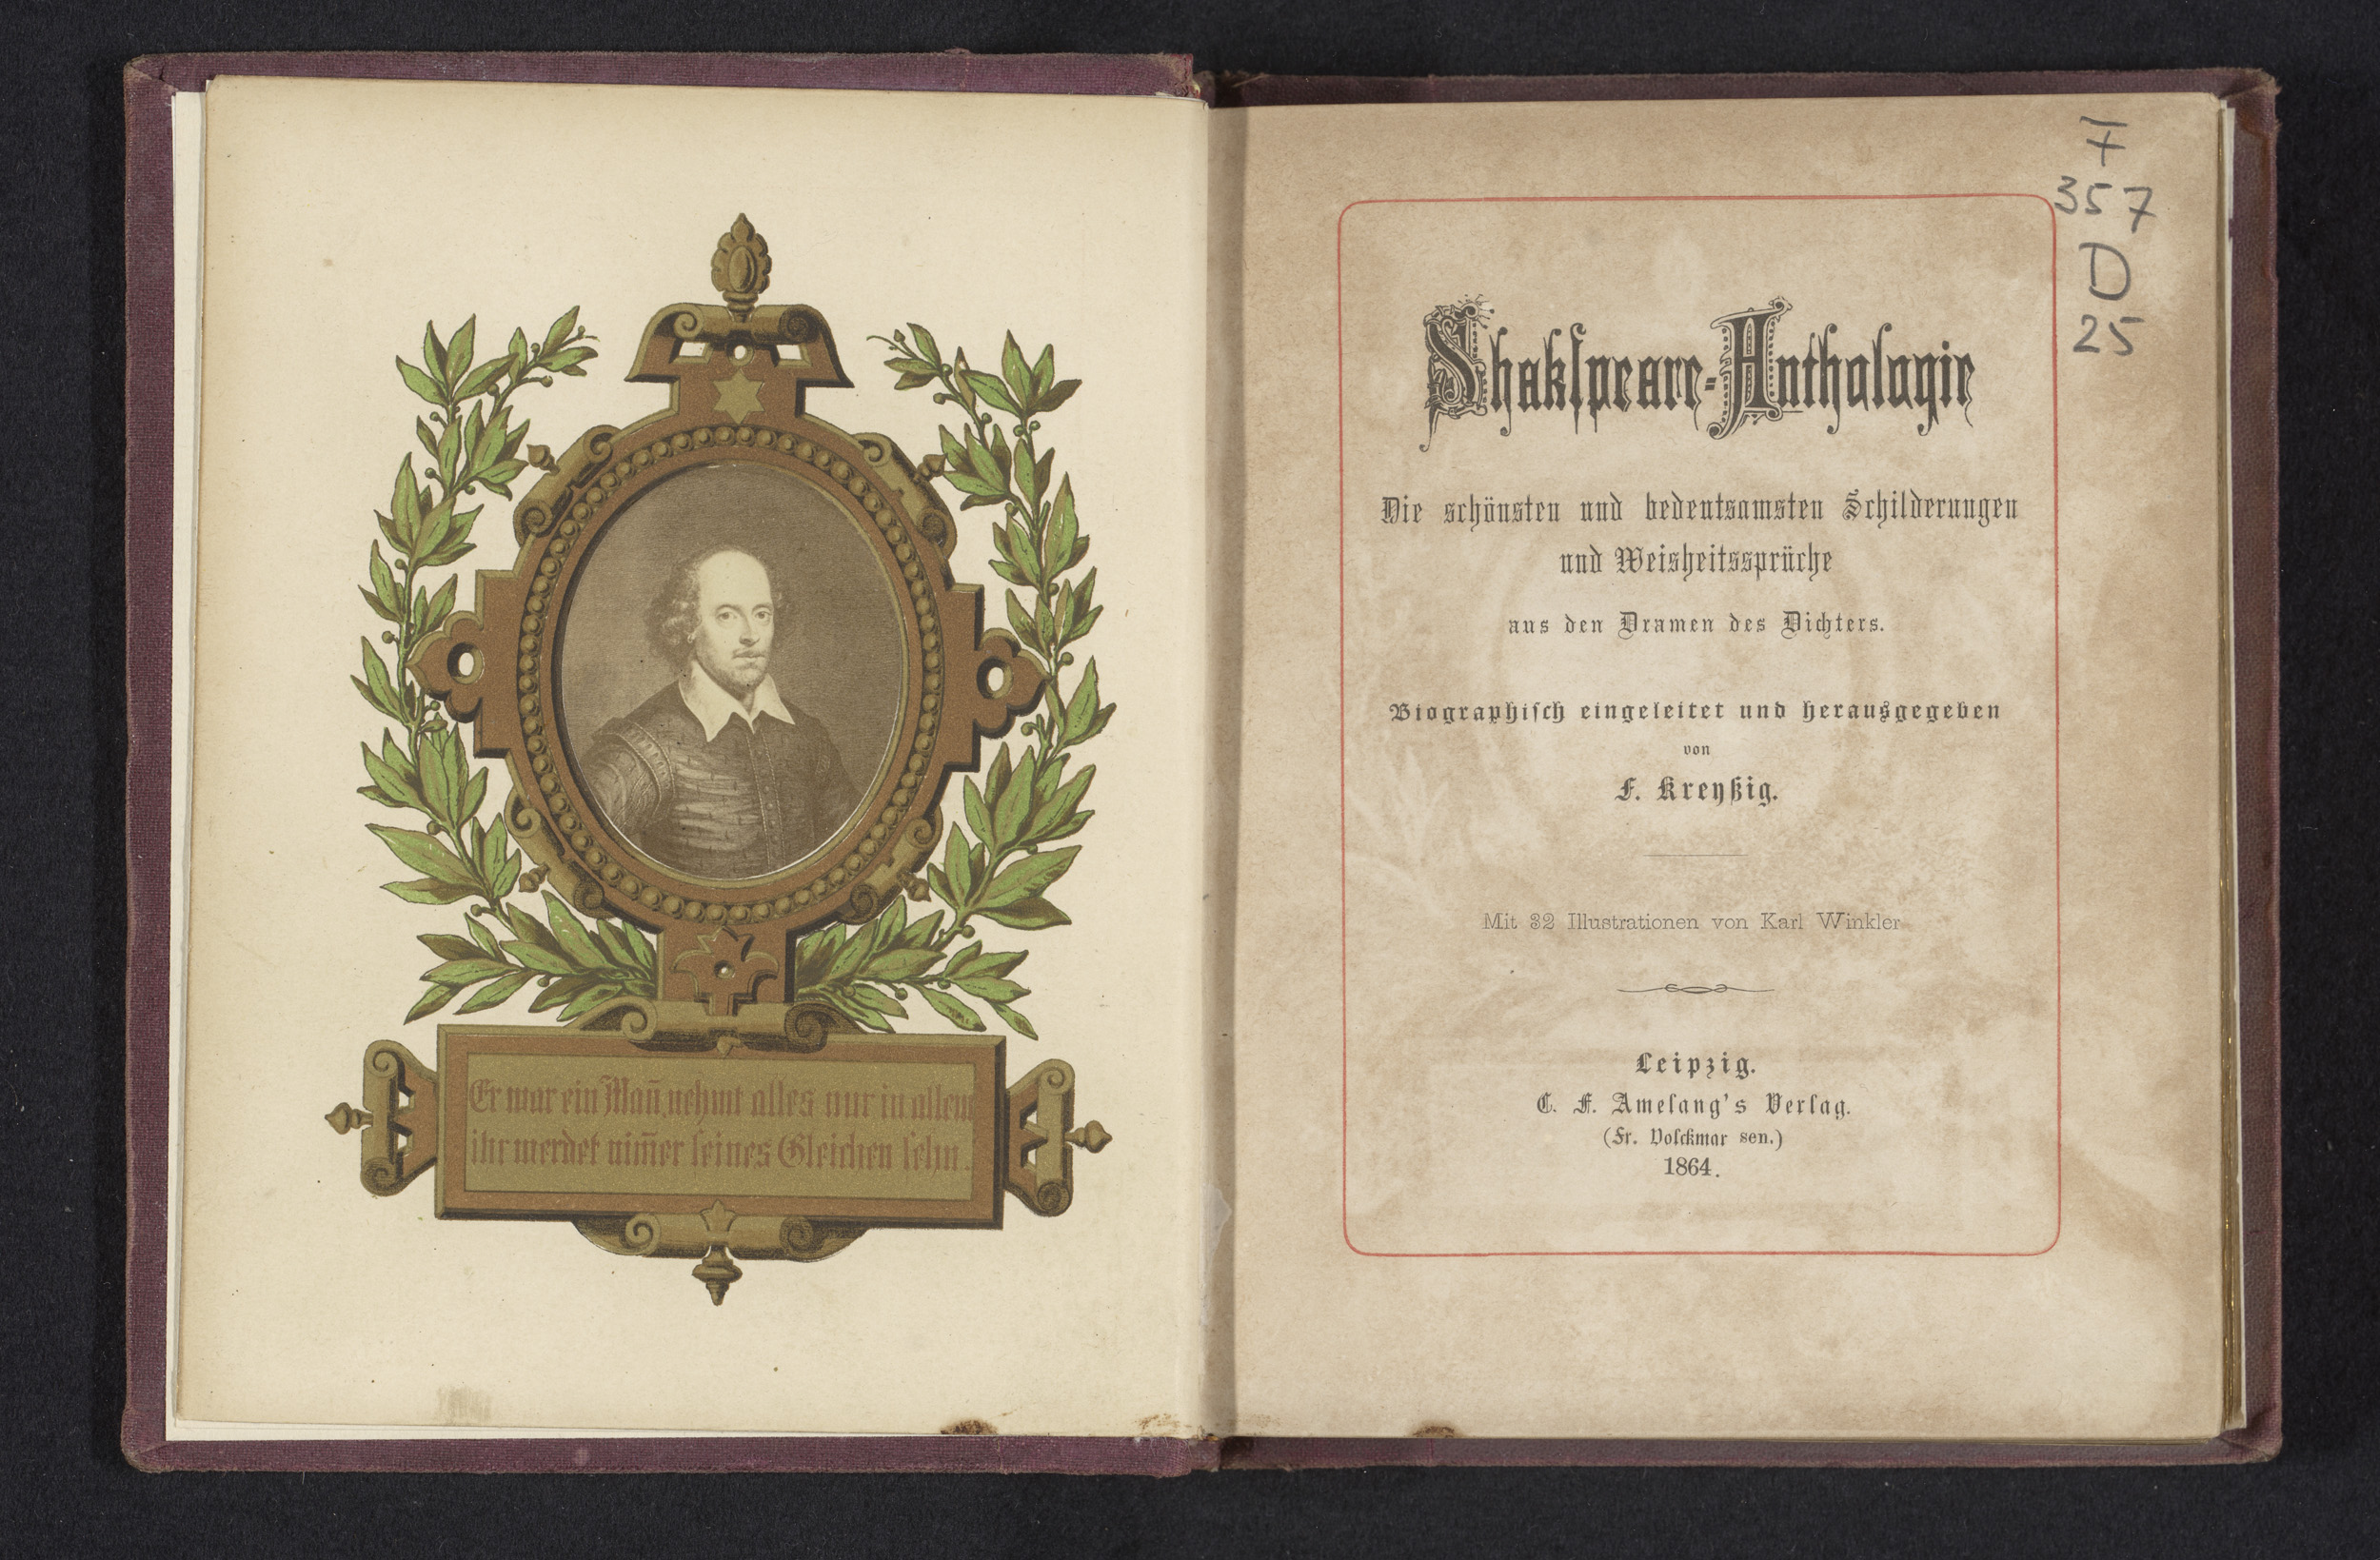 Er war ein Mañ, nehmt alles nur in allem
ihr werdet nim̄er ſeines Gleichen ſehn.
7
357
D
25
Shakſpeare-Anthologie
Die schönsten und bedeutsamsten Schilderungen
und Weisheitssprüche
aus den Dramen des Dichters.
Biographiſch eingeleitet und herausgegeben
von
F. Kreyßig.
Mit 32 Illustrationen von Karl Winkler
Leipzig.
C. F. Amelang's Verlag.
(Fr. Volckmar sen.)
1864.